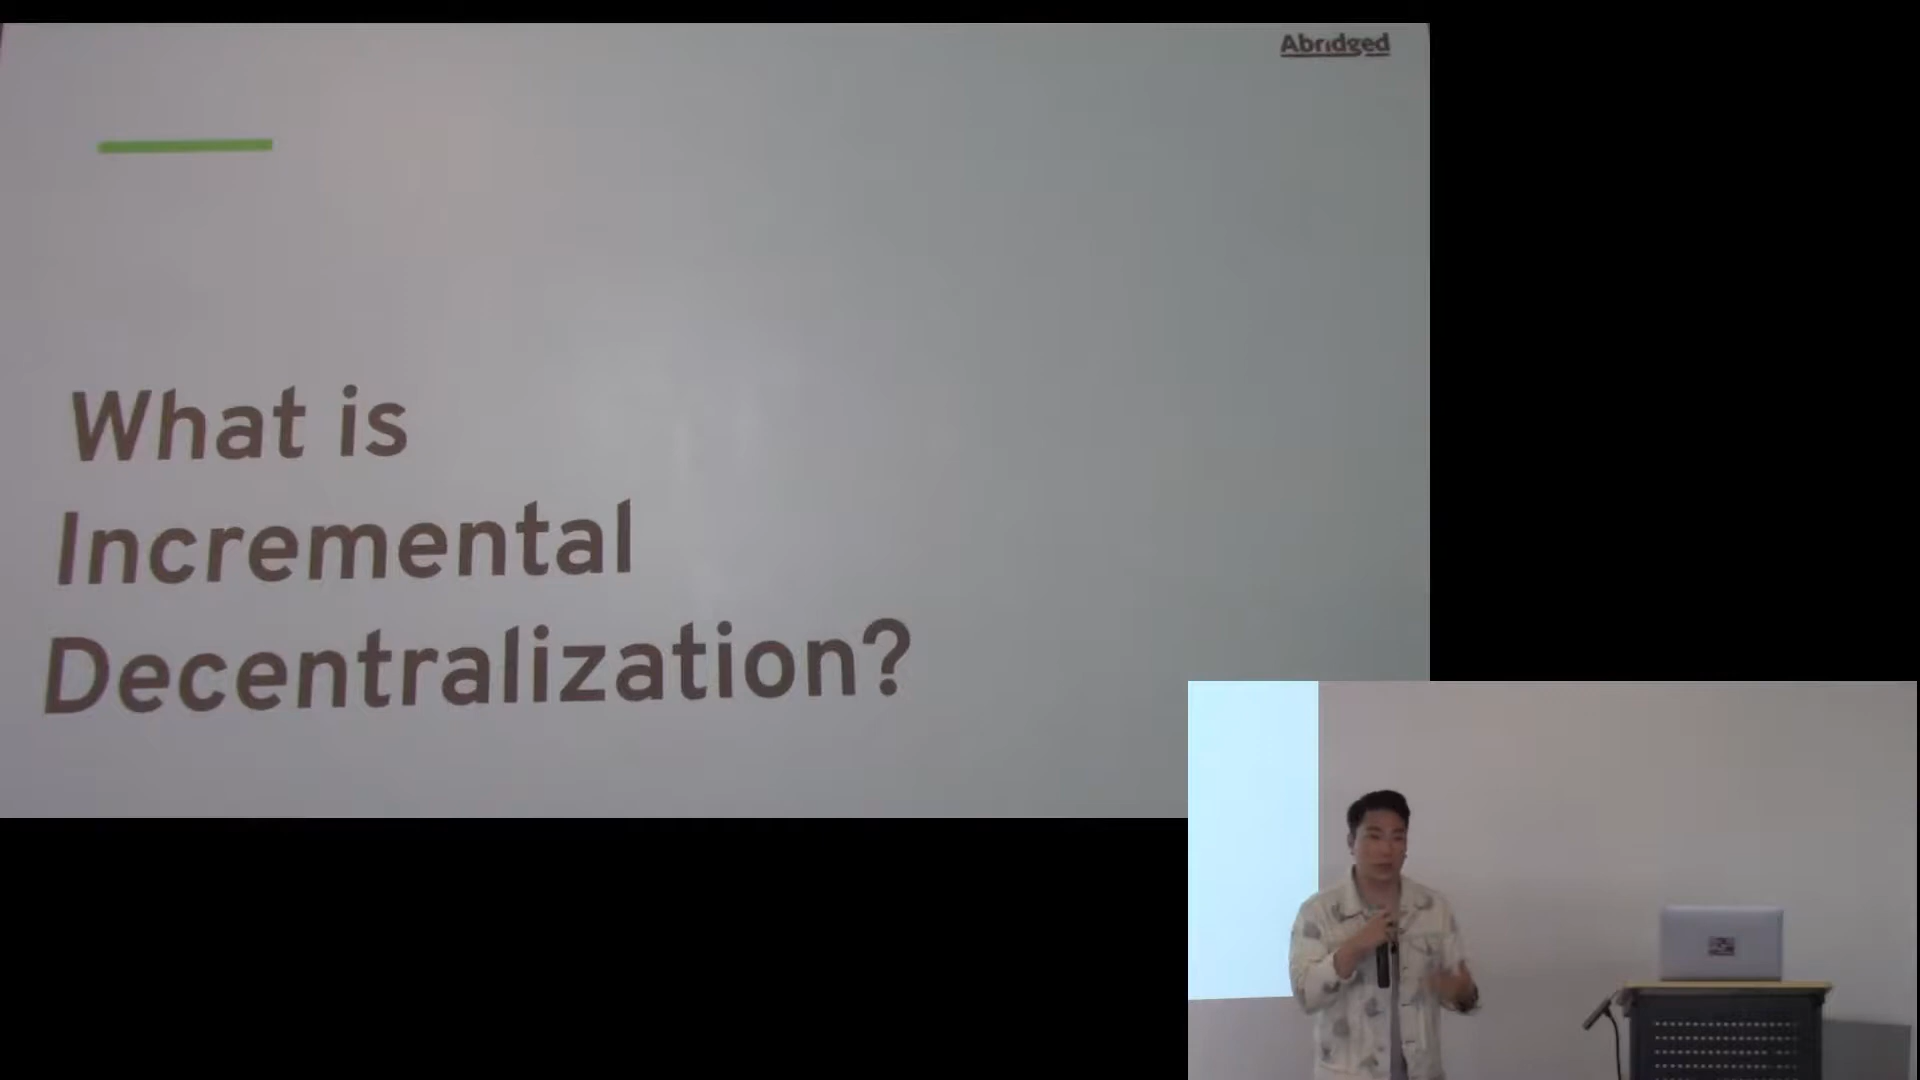 Abridged
What is
Incremental
Decentralization?